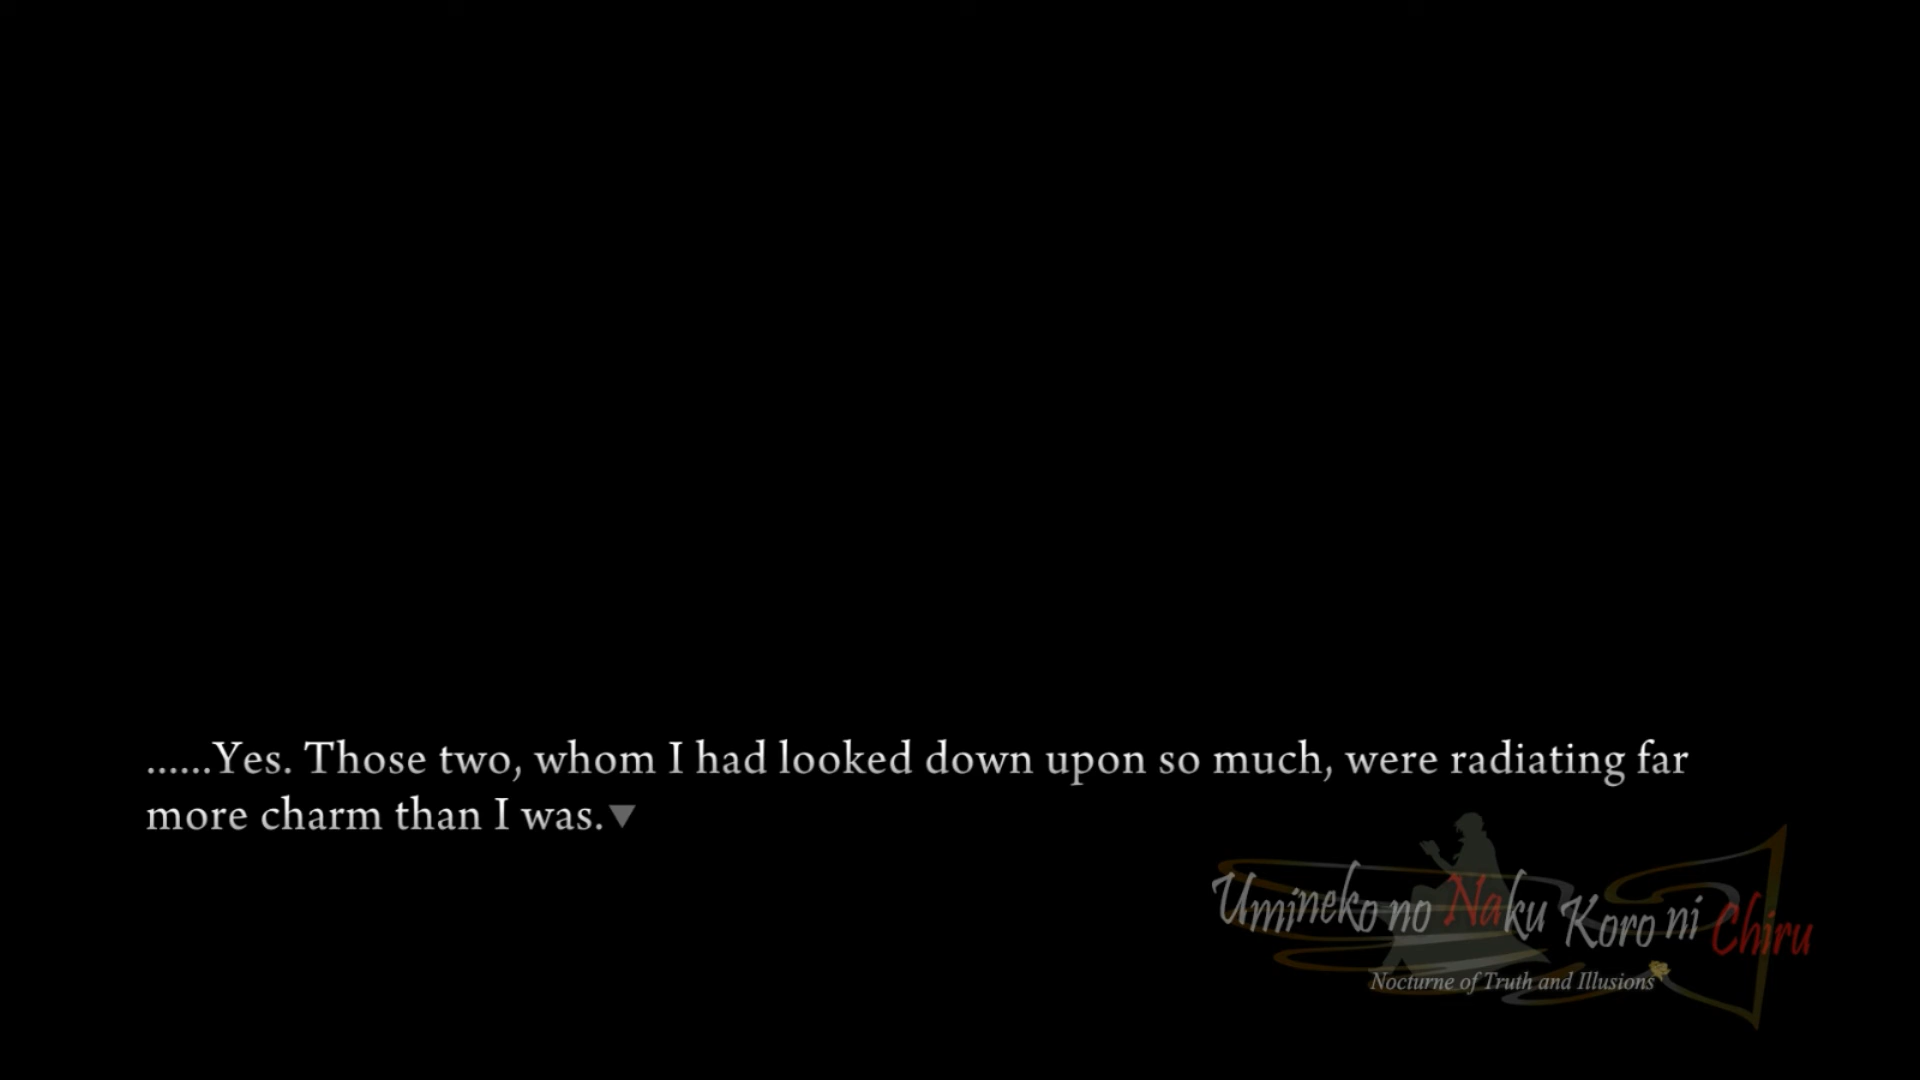 ......Yes. Those two, whom I had looked down upon so much, were radiating far
more charm than I was.
Umineko no Naku Koro ni Chiru
Nocturne of Truth and Illusions